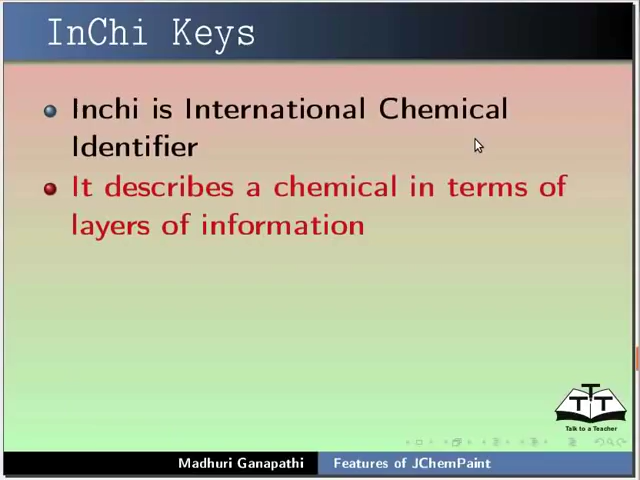 InChi Keys
Inchi is International Chemical
Identifier
It describes a chemical in terms of
layers of information
TTT
Talk to a Teacher
Madhuri Ganapathi
Features of JChemPaint